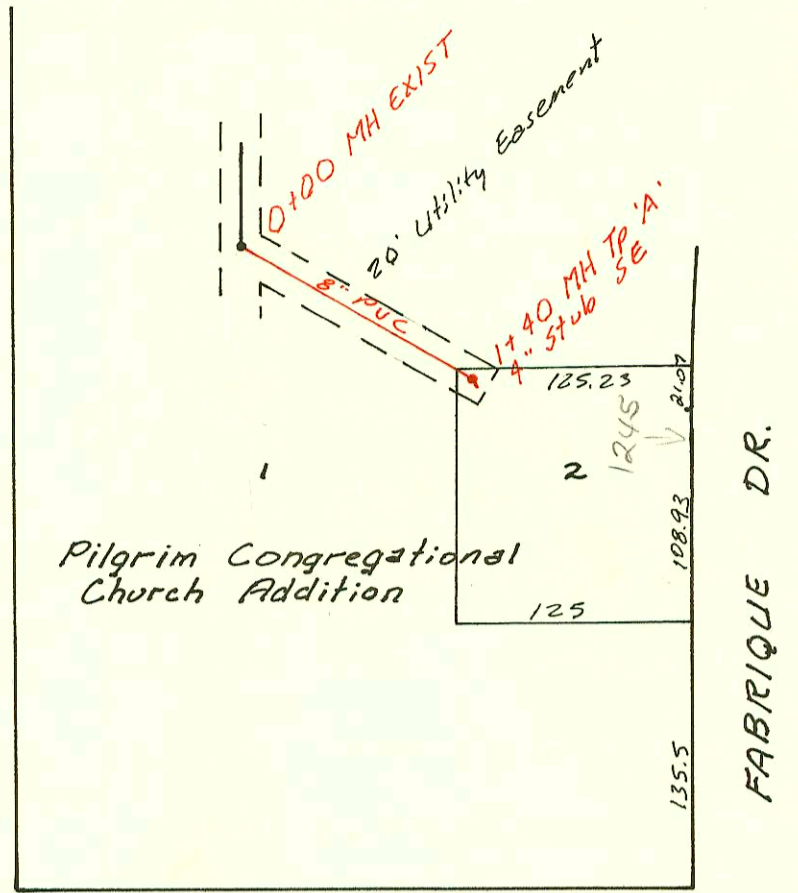 0+00 MH EXIST
20' Utility Easement
8" PVC
1+40 MH TP 'A'
4" Stub SE
125.23
21.07
1245
1
2
108.93
Pilgrim Congregational
Church Addition
125
135.5
FABRIQUE DR.